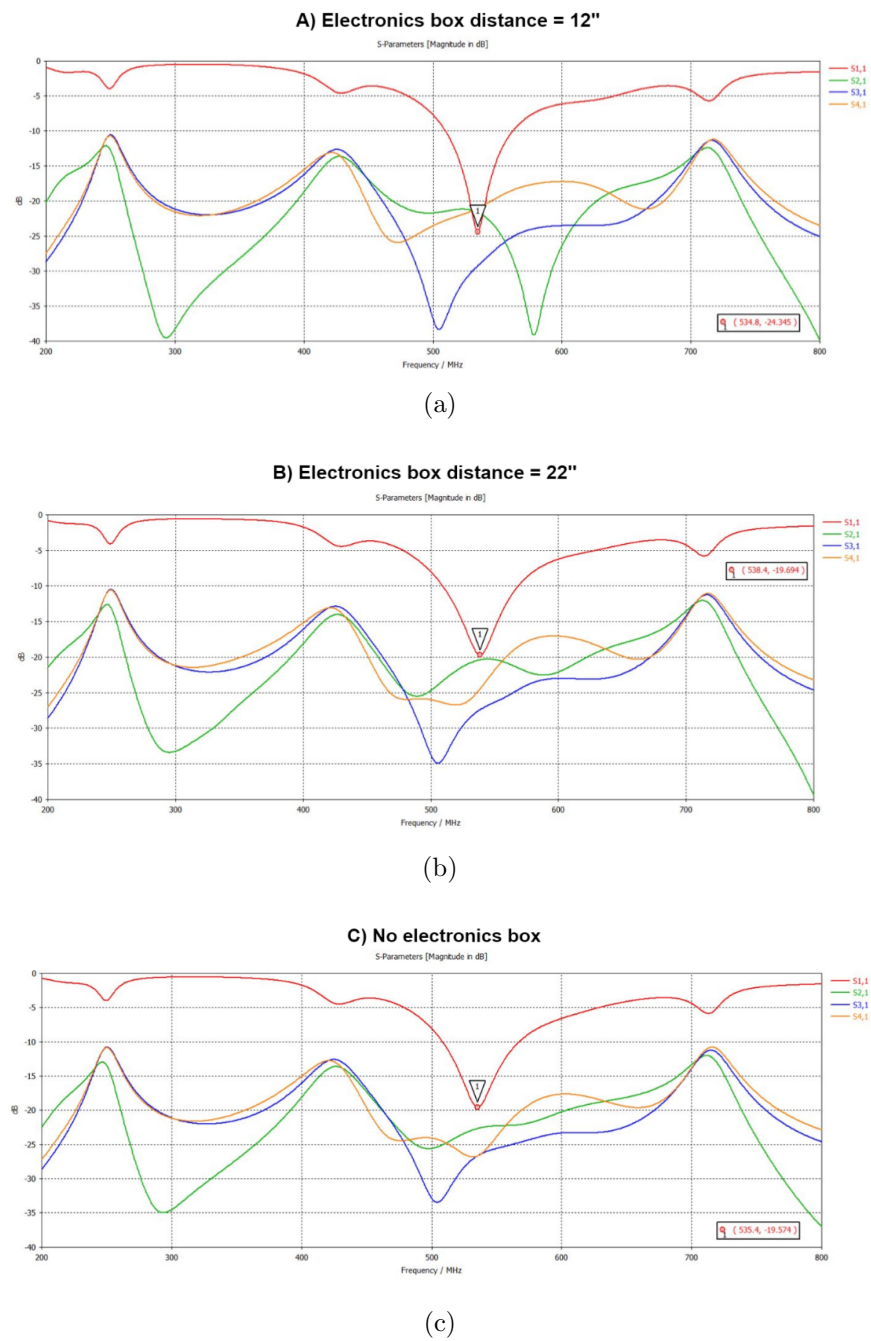 A) Electronics box distance = 12"
S-Parameters [Magnitude in dB]
0
-5
-10
-15
-20
-25
-30
-35
-40
dB
200
300
400
500
600
700
800
Frequency / MHz
S1,1
S2,1
S3,1
S4,1
1
1 ( 534.8, -24.345 )
(a)
B) Electronics box distance = 22"
S-Parameters [Magnitude in dB]
0
-5
-10
-15
-20
-25
-30
-35
-40
dB
200
300
400
500
600
700
800
Frequency / MHz
S1,1
S2,1
S3,1
S4,1
1
1 ( 538.4, -19.694 )
(b)
C) No electronics box
S-Parameters [Magnitude in dB]
0
-5
-10
-15
-20
-25
-30
-35
-40
dB
200
300
400
500
600
700
800
Frequency / MHz
S1,1
S2,1
S3,1
S4,1
1
1 ( 535.4, -19.574 )
(c)